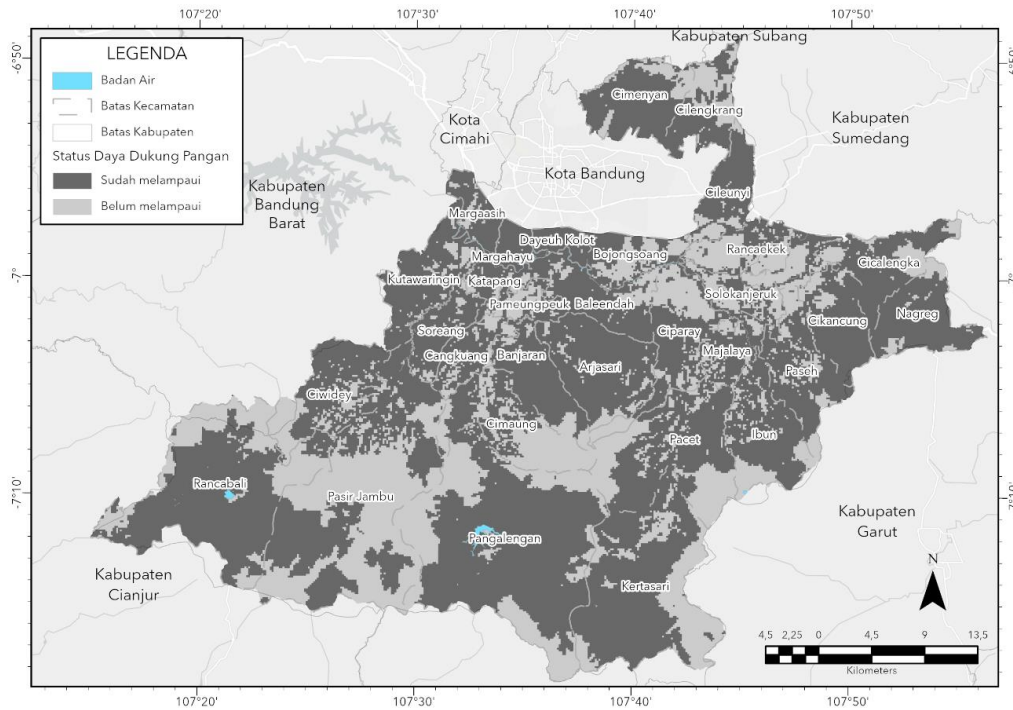 107°20' 107°30' 107°40' 107°50'
-6°50'
-6°50'
LEGENDA
Badan Air
Batas Kecamatan
Batas Kabupaten
Status Daya Dukung Pangan
Sudah melampaui
Belum melampaui
Kabupaten Subang
Cimenyan
Cilengkrang
Kota
Cimahi
Kabupaten
Sumedang
Kota Bandung
Kabupaten
Bandung
Barat
Cileunyi
Margaasih
Dayeuh Kolot
Margahayu
Bojongsoang
Rancaekek
Cicalengka
-7°
-7°
Kutawaringin
Katapang
Pameungpeuk
Baleendah
Solokanjeruk
Cikancung
Nagreg
Soreang
Ciparay
Cangkuang
Banjaran
Arjasari
Majalaya
Paseh
Ciwidey
Cimaung
Pacet
Ibun
-7°10'
-7°10'
Rancabali
Pasir Jambu
Pangalengan
Kabupaten
Garut
Kabupaten
Cianjur
Kertasari
N
4,5 2,25 0 4,5 9 13,5
Kilometers
107°20' 107°30' 107°40' 107°50'